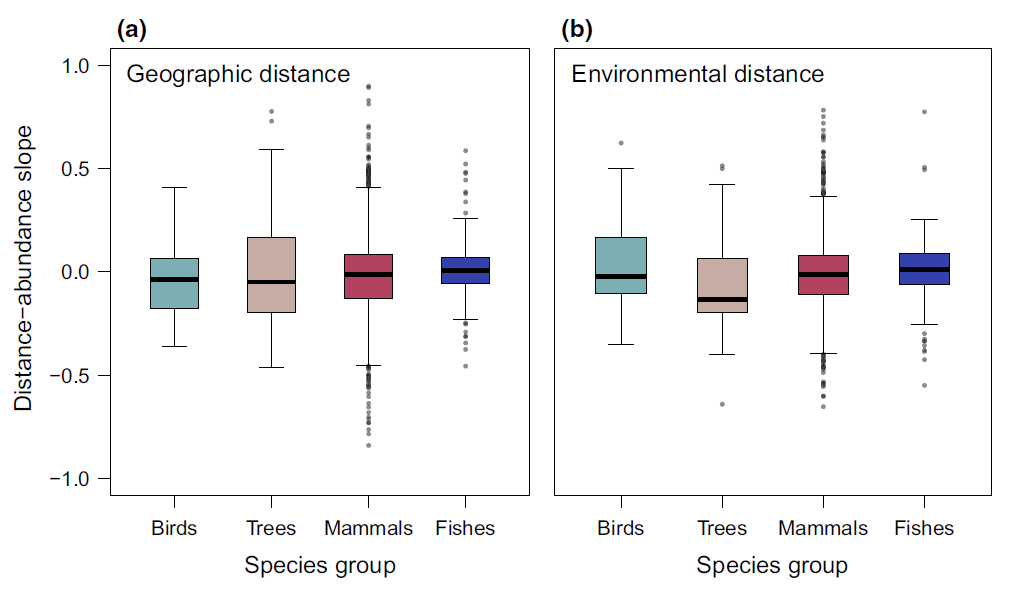 (a)
(b)
Geographic distance
Environmental distance
Distance−abundance slope
1.0
0.5
0.0
−0.5
−1.0
Birds Trees Mammals Fishes
Birds Trees Mammals Fishes
Species group
Species group